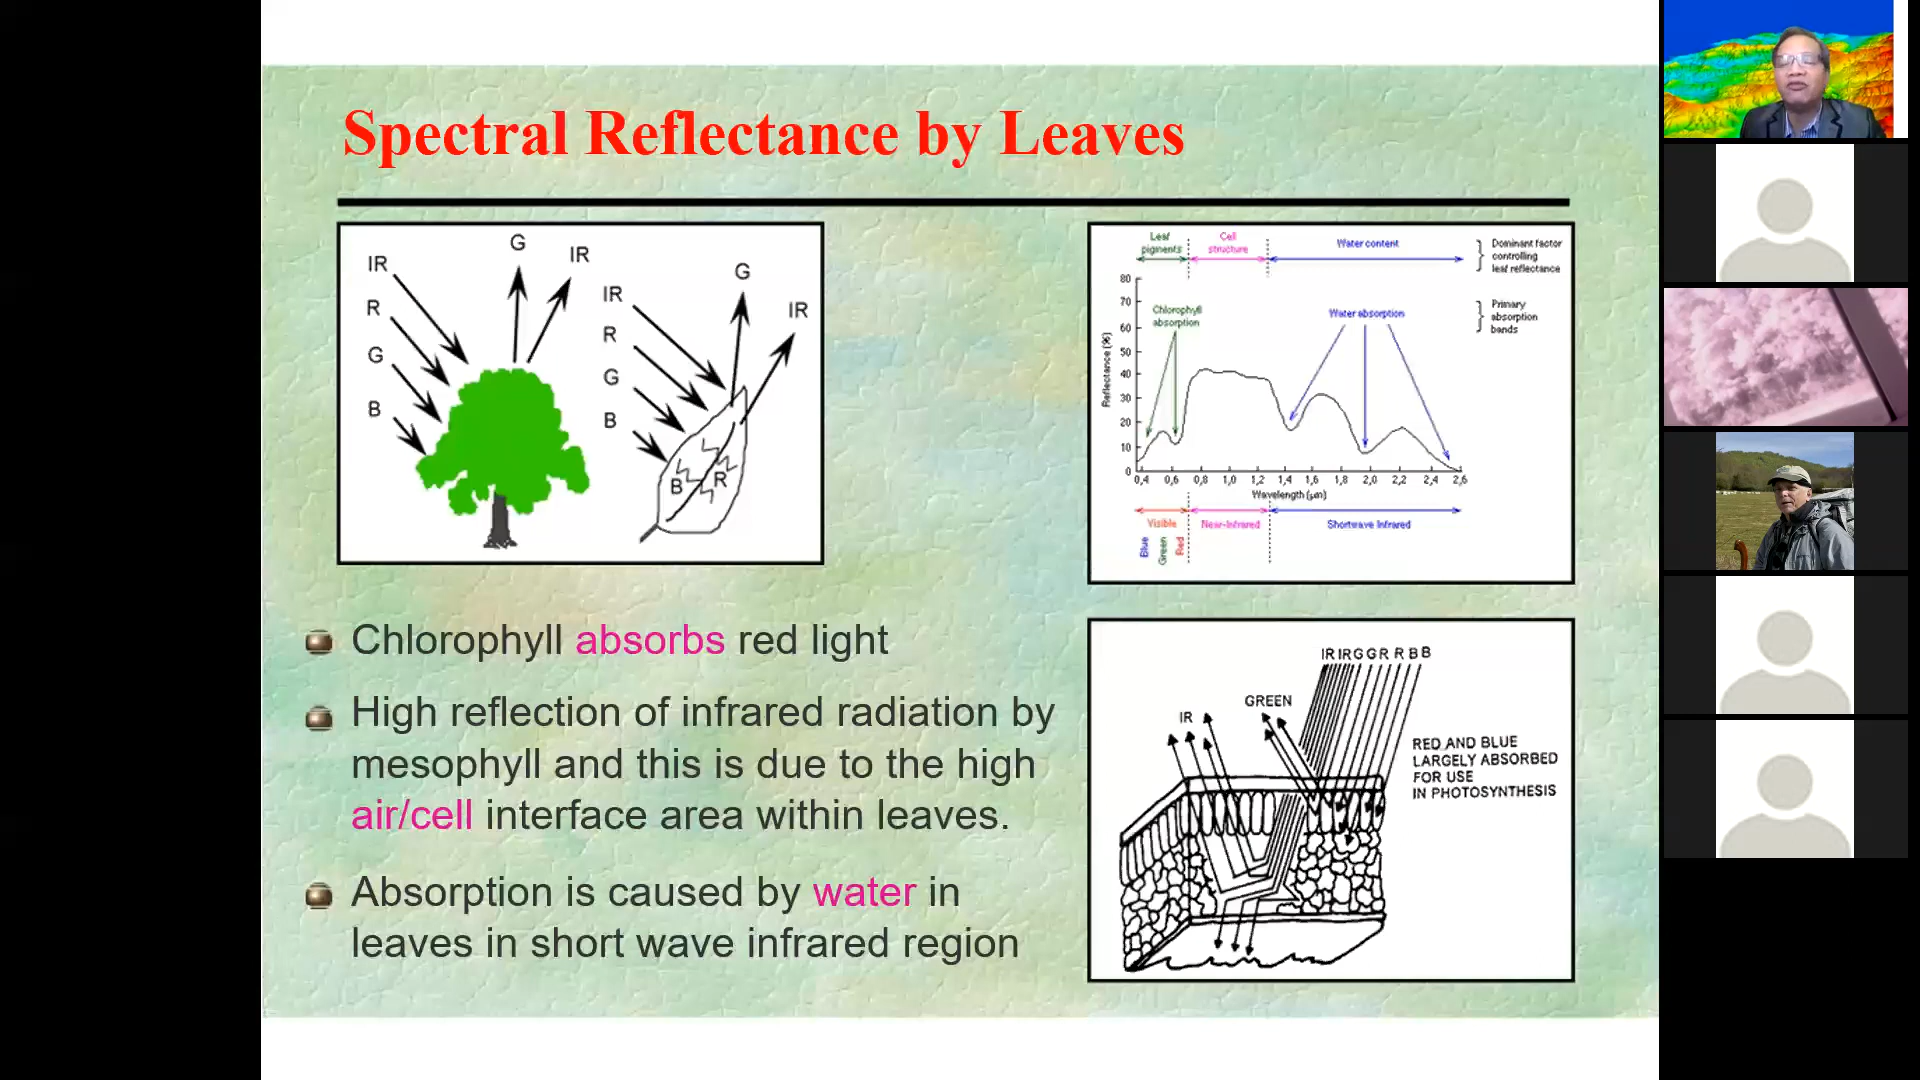 Spectral Reflectance by Leaves
G
IR
IR
R
G
B
G
IR
IR
R
G
B
B
R
Leaf
pigments
Cell
structure
Water content
Dominant factor
controlling
leaf reflectance
80
70
60
50
40
30
20
10
0
Reflectance (%)
Chlorophyll
absorption
Water absorption
Primary
absorption
bands
0,4 0,6 0,8 1,0 1,2 1,4 1,6 1,8 2,0 2,2 2,4 2,6
Wavelength (µm)
Visible
Near-Infrared
Shortwave Infrared
Blue
Green
Red
Chlorophyll absorbs red light
High reflection of infrared radiation by
mesophyll and this is due to the high
air/cell interface area within leaves.
Absorption is caused by water in
leaves in short wave infrared region
IR IR G G R R B B
GREEN
IR
RED AND BLUE
LARGELY ABSORBED
FOR USE
IN PHOTOSYNTHESIS